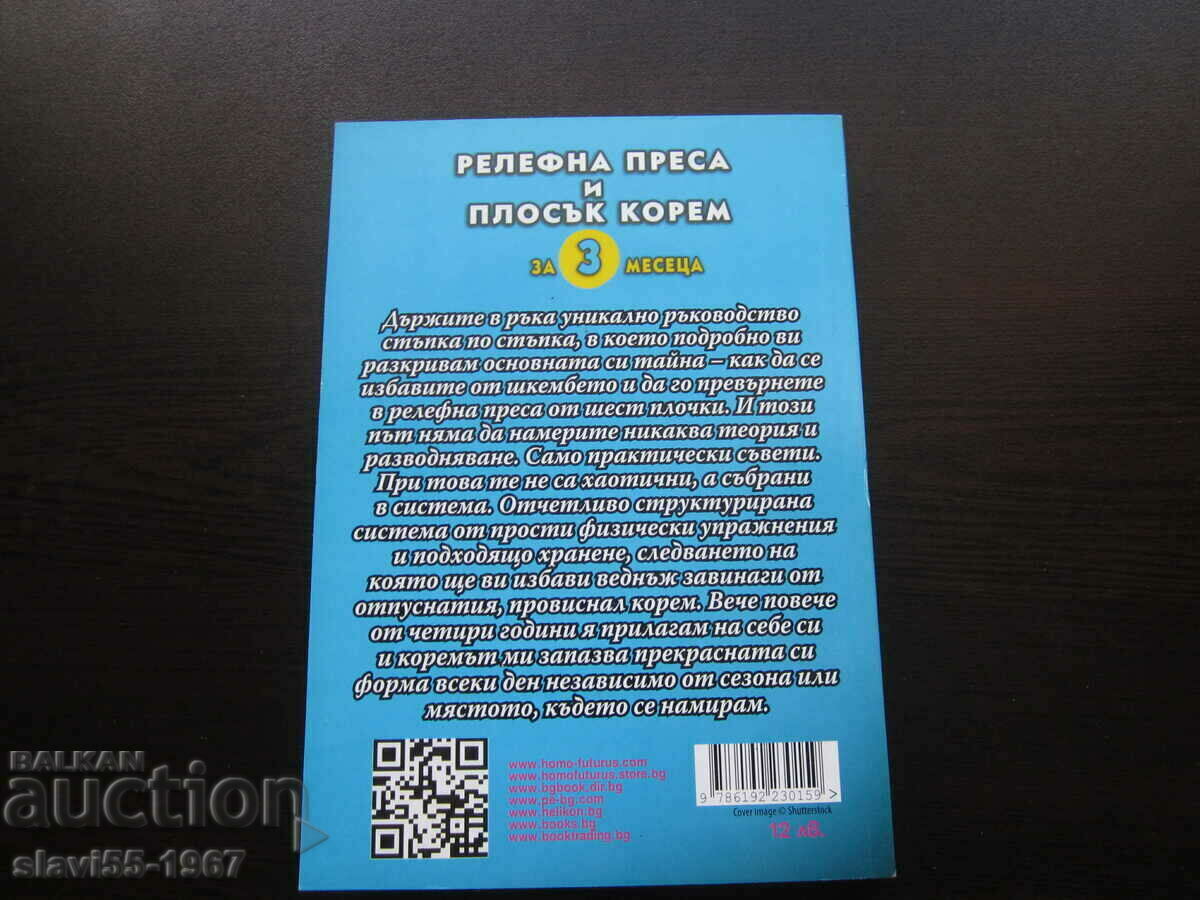 РЕЛЕФНА ПРЕСА
И
ПЛОСЪК КОРЕМ
ЗА 3 МЕСЕЦА
Държите в ръка уникално ръководство
стъпка по стъпка, в което подробно ви
разкривам основната си тайна – как да се
избавите от шкембето и да го превърнете
в релефна преса от шест плочки. И този
път няма да намерите никаква теория и
разводняване. Само практически съвети.
При това те не са хаотични, а събрани
в система. Отчетливо структурирана
система от прости физически упражнения
и подходящо хранене, следването на
която ще ви избави веднъж завинаги от
отпуснатия, провиснал корем. Вече повече
от четири години я прилагам на себе си
и коремът ми запазва прекрасната си
форма всеки ден независимо от сезона или
мястото, където се намирам.
www.homo-futurus.com
www.homofuturus.store.bg
www.bgbook.dir.bg
www.pe-bg.com
www.helikon.bg
www.books.bg
www.booktrading.bg
9 786192 230159 >
Cover image © Shutterstock
12 лв.
BALKAN
auction
slavi55-1967